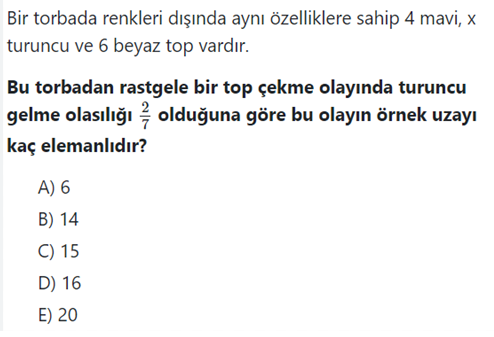 Bir torbada renkleri dışında aynı özelliklere sahip 4 mavi, x
turuncu ve 6 beyaz top vardır.
Bu torbadan rastgele bir top çekme olayında turuncu
gelme olasılığı 2/7 olduğuna göre bu olayın örnek uzayı
kaç elemanlıdır?
A) 6
B) 14
C) 15
D) 16
E) 20